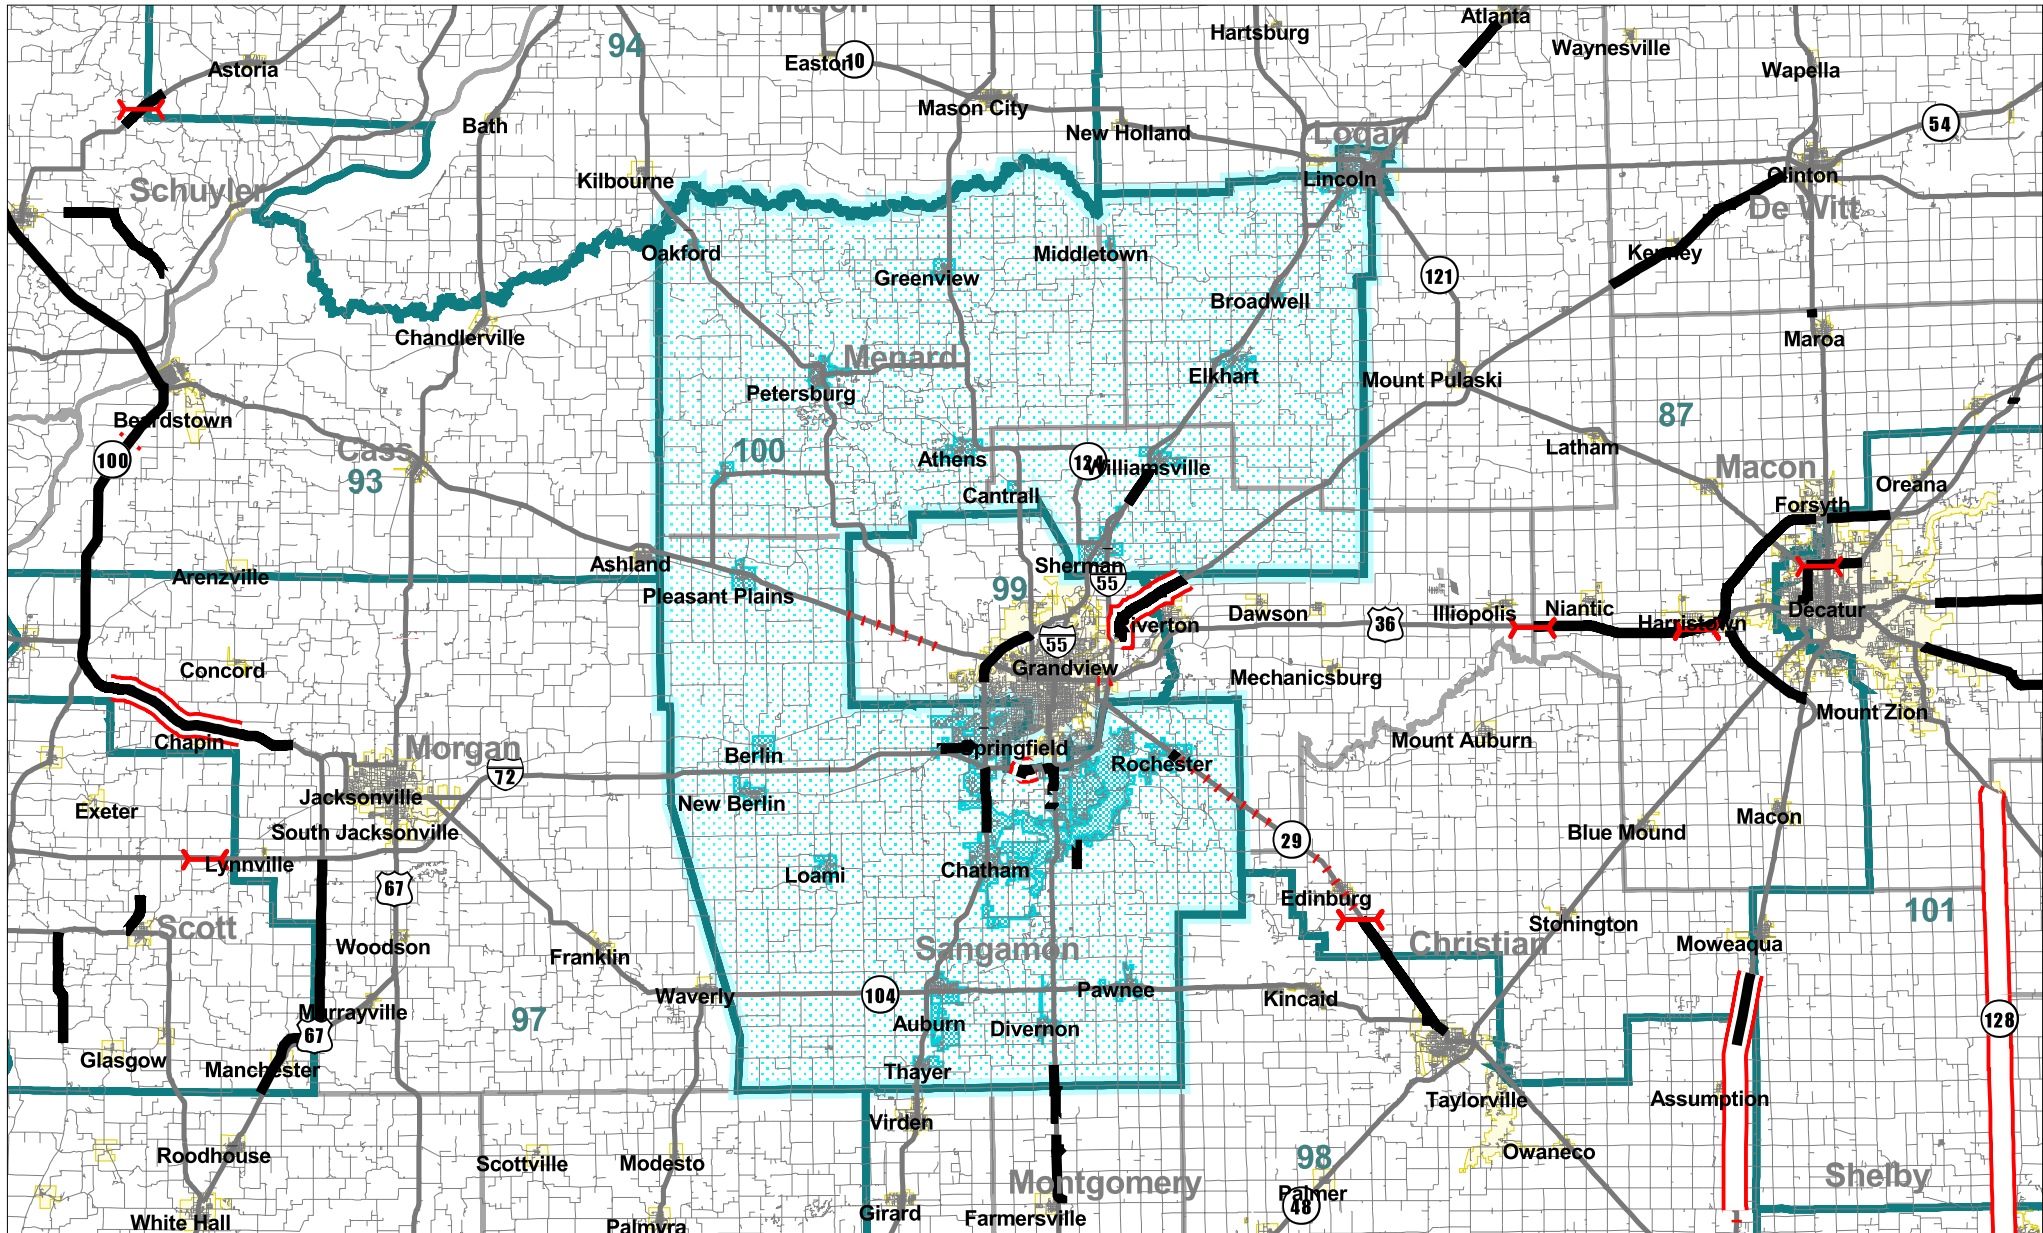 Mason
Atlanta
Hartsburg
94
Waynesville
Easton
10
Astoria
Wapella
Mason City
Bath
New Holland
54
Logan
Kilbourne
Lincoln
Clinton
Schuyler
De Witt
Oakford
Middletown
Kenney
Greenview
121
Broadwell
Chandlerville
Maroa
Menard
Elkhart
Mount Pulaski
Petersburg
Beardstown
87
Cass
100
Latham
100
Athens
124
Williamsville
Macon
93
Cantrall
Oreana
Forsyth
Ashland
Sherman
Arenzville
99
55
Pleasant Plains
Dawson
Illiopolis
Niantic
Decatur
Riverton
36
Harristown
55
Concord
Grandview
Mechanicsburg
Mount Zion
Chapin
Morgan
Berlin
Springfield
Mount Auburn
72
Rochester
Jacksonville
New Berlin
Exeter
Macon
South Jacksonville
Blue Mound
29
Lynnville
Loami
Chatham
67
Edinburg
101
Scott
Stonington
Woodson
Sangamon
Christian
Moweaqua
Franklin
Waverly
104
Pawnee
Kincaid
Murrayville
97
Auburn
Divernon
128
67
Glasgow
Manchester
Thayer
Taylorville
Assumption
Virden
Roodhouse
Scottville
Modesto
98
Owaneco
Montgomery
Shelby
Palmer
48
White Hall
Palmyra
Girard
Farmersville